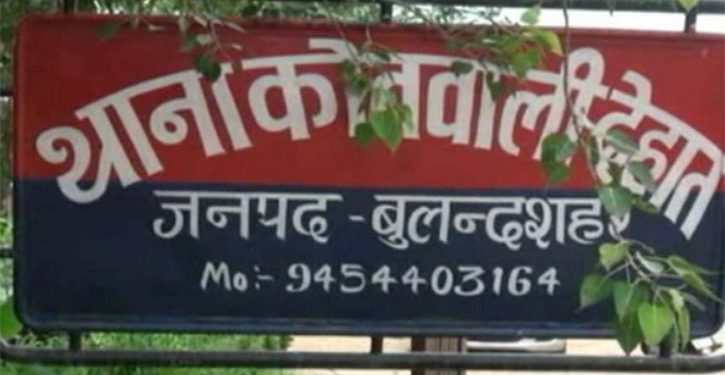 थाना कोतवाली देहात
जनपद - बुलन्दशहर
Mo:- 9454403164